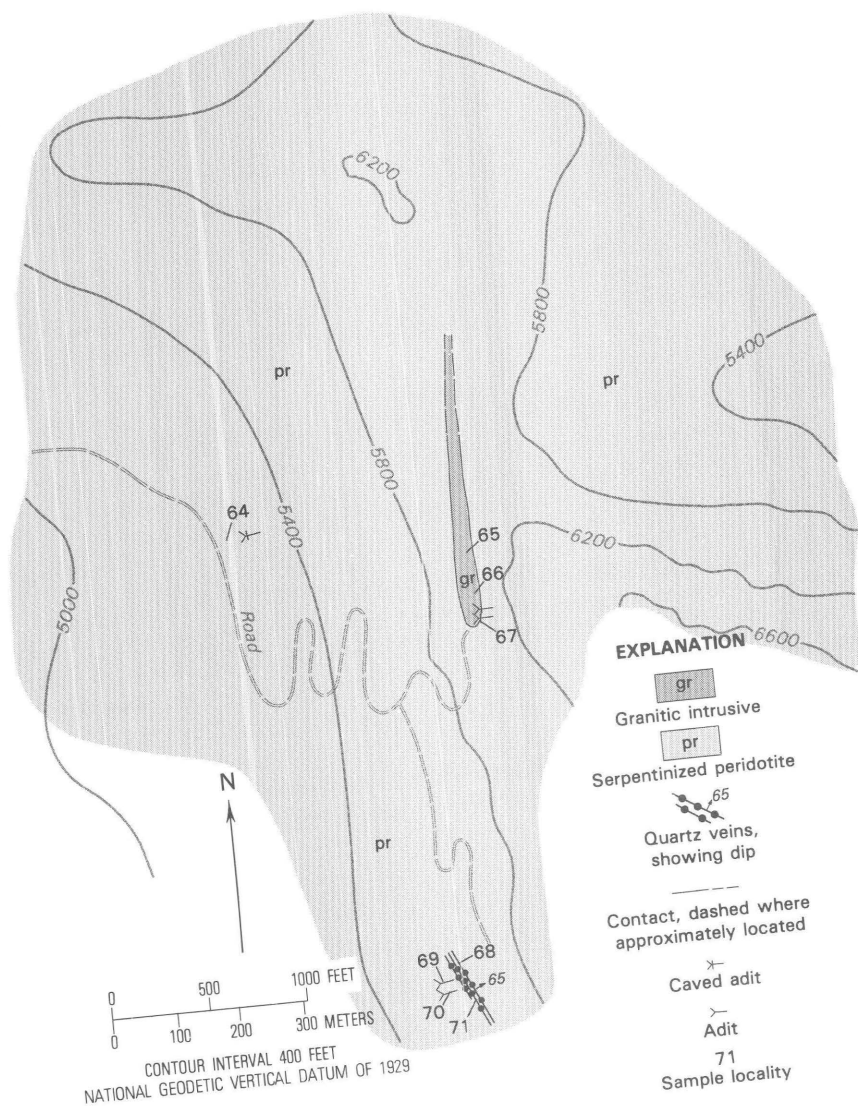 6200
5800
5400
pr
pr
5800
64
5400
65
6200
gr
66
5000
67
Road
6600
EXPLANATION
gr
Granitic intrusive
pr
Serpentinized peridotite
65
Quartz veins,
showing dip
Contact, dashed where
approximately located
Caved adit
Adit
71
Sample locality
N
pr
68
69
65
70
71
0 500 1000 FEET
0 100 200 300 METERS
CONTOUR INTERVAL 400 FEET
NATIONAL GEODETIC VERTICAL DATUM OF 1929